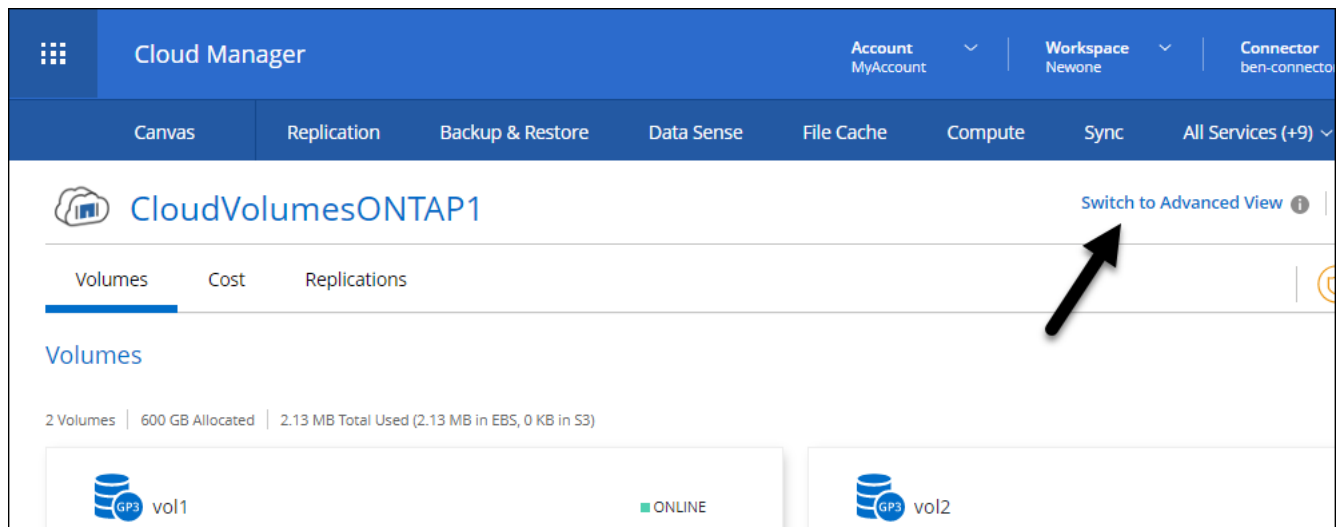 Cloud Manager
Account
MyAccount
Workspace
Newone
Connector
Canvas
Replication
Backup & Restore
Data Sense
File Cache
Compute
Sync
All Services (+9)
CloudVolumesONTAP1
Switch to Advanced View
Volumes
Cost
Replications
Volumes
2 Volumes | 600 GB Allocated | 2.13 MB Total Used (2.13 MB in EBS, 0 KB in S3)
GP3
vol1
ONLINE
GP3
vol2